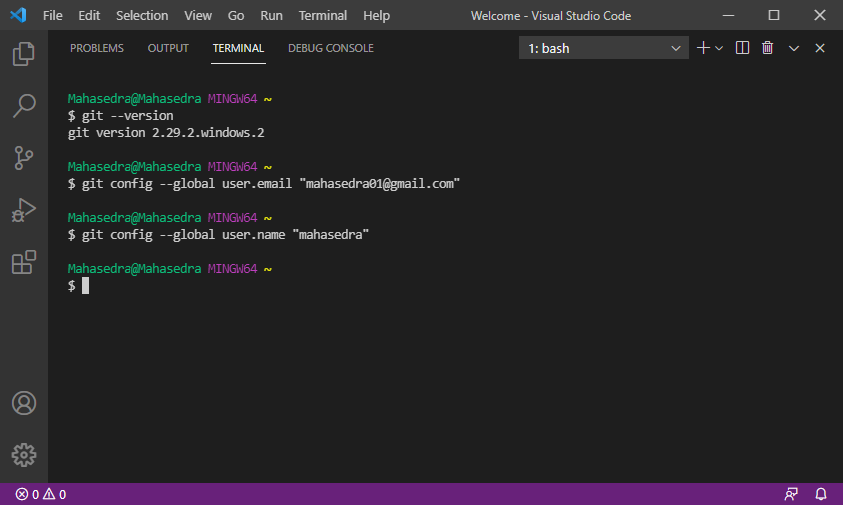 File Edit Selection View Go Run Terminal Help Welcome - Visual Studio Code
PROBLEMS OUTPUT TERMINAL DEBUG CONSOLE 1: bash
Mahasedra@Mahasedra MINGW64 ~
$ git --version
git version 2.29.2.windows.2
Mahasedra@Mahasedra MINGW64 ~
$ git config --global user.email "mahasedra01@gmail.com"
Mahasedra@Mahasedra MINGW64 ~
$ git config --global user.name "mahasedra"
Mahasedra@Mahasedra MINGW64 ~
$
0 0